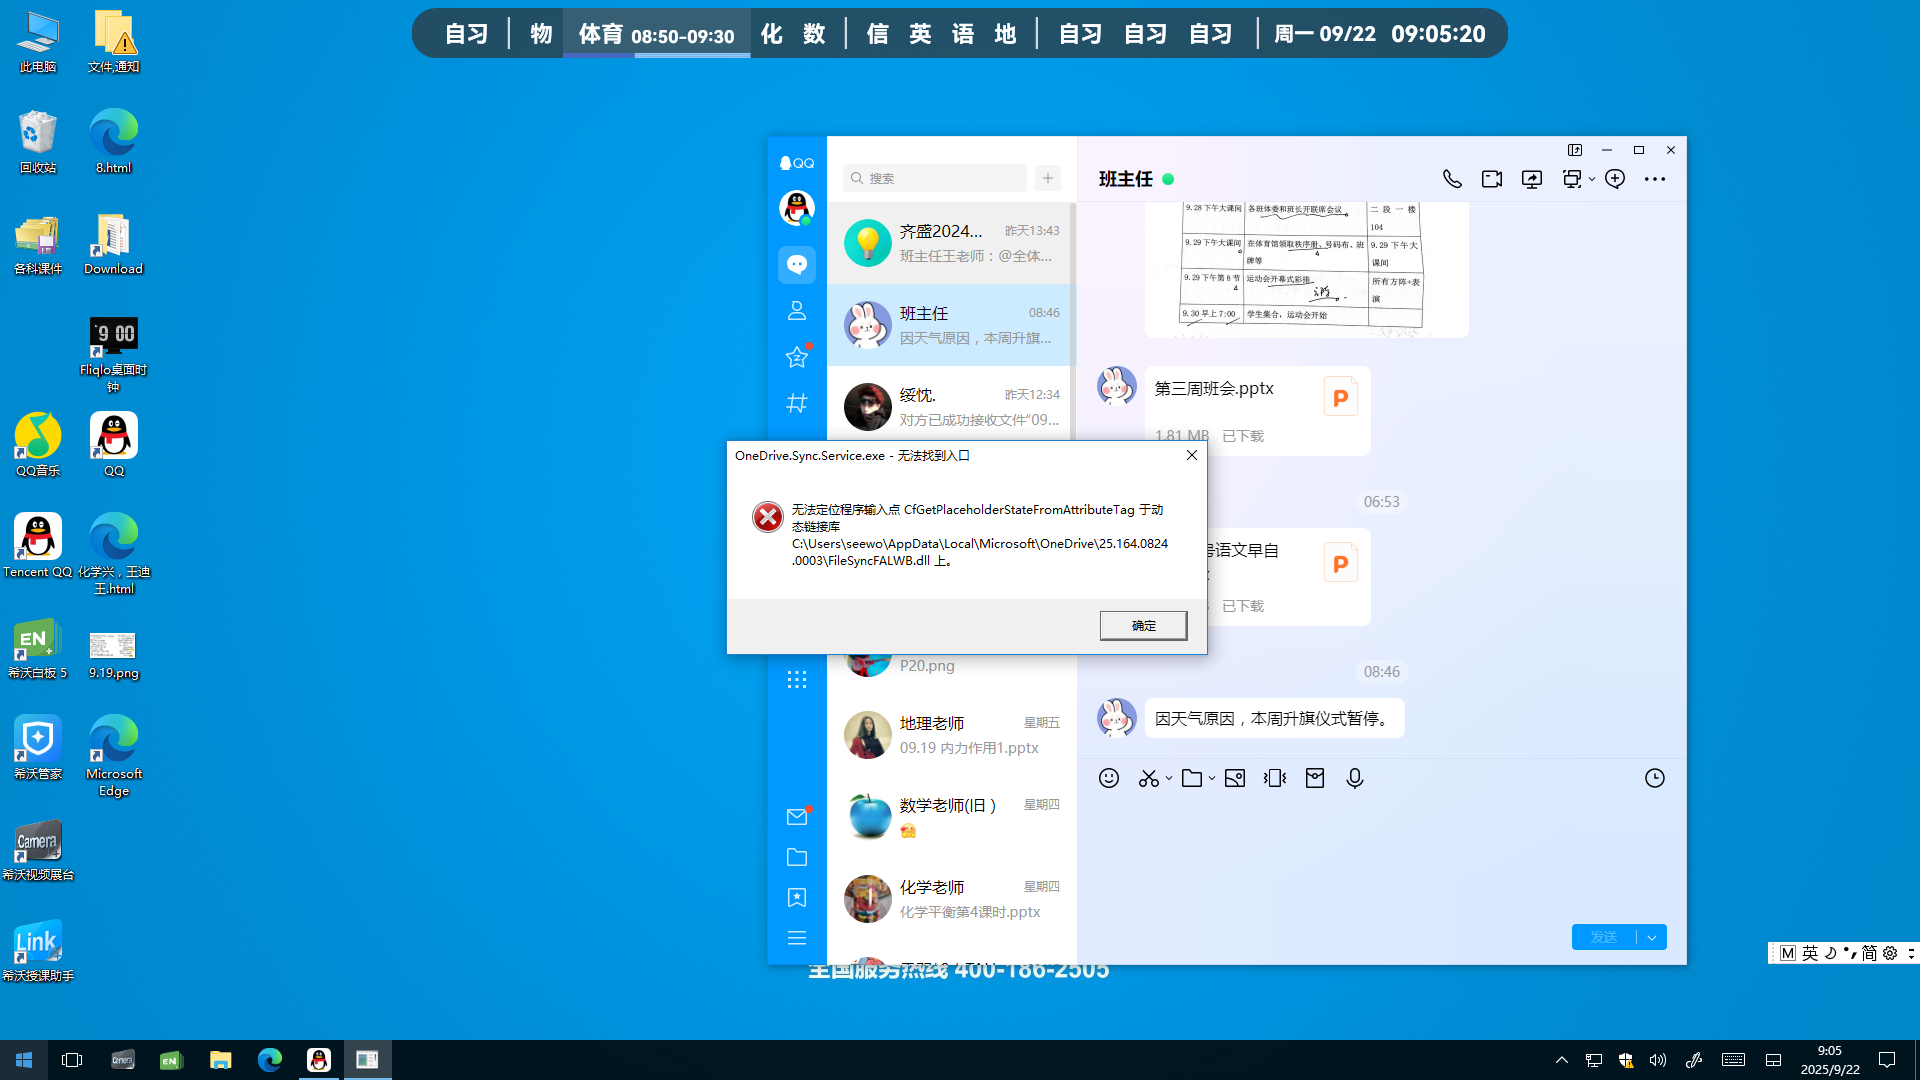 自习 | 物 体育 08:50-09:30 化 数 | 信 英 语 地 | 自习 自习 自习 | 周一 09/22 09:05:20
此电脑
文件,通知
回收站
8.html
各科课件
Download
9 00
Fliqlo桌面时
钟
QQ音乐
QQ
Tencent QQ
化学兴，王迪
王.html
EN
希沃白板 5
9.19.png
希沃管家
Microsoft
Edge
Camera
希沃视频展台
Link
希沃授课助手
QQ
搜索
齐盛2024...
昨天13:43
班主任王老师：@全体...
班主任
08:46
因天气原因，本周升旗...
绥忱.
昨天12:34
对方已成功接收文件“09...
P20.png
地理老师
星期五
09.19 内力作用1.pptx
数学老师(旧 )
星期四
化学老师
星期四
化学平衡第4课时.pptx
班主任
9.28 下午大课间
各班体委和班长开联席会议
二段一楼
104
9.29 下午大课间
在体育馆领取秩序册、号码布、班
牌等
9.29 下午大
课间
9.29 下午第 8 节
运动会开幕式彩排
所有方阵+表
演
9.30 早上 7:00
学生集合，运动会开始
第三周班会.pptx
P
1.81 MB 已下载
06:53
语文早自
P
已下载
08:46
因天气原因，本周升旗仪式暂停。
发送
OneDrive.Sync.Service.exe - 无法找到入口
无法定位程序输入点 CfGetPlaceholderStateFromAttributeTag 于动
态链接库
C:\Users\seewo\AppData\Local\Microsoft\OneDrive\25.164.0824
.0003\FileSyncFALWB.dll 上。
确定
全国服务热线 400-186-2505
M 英 简
Camera
EN
9:05
2025/9/22